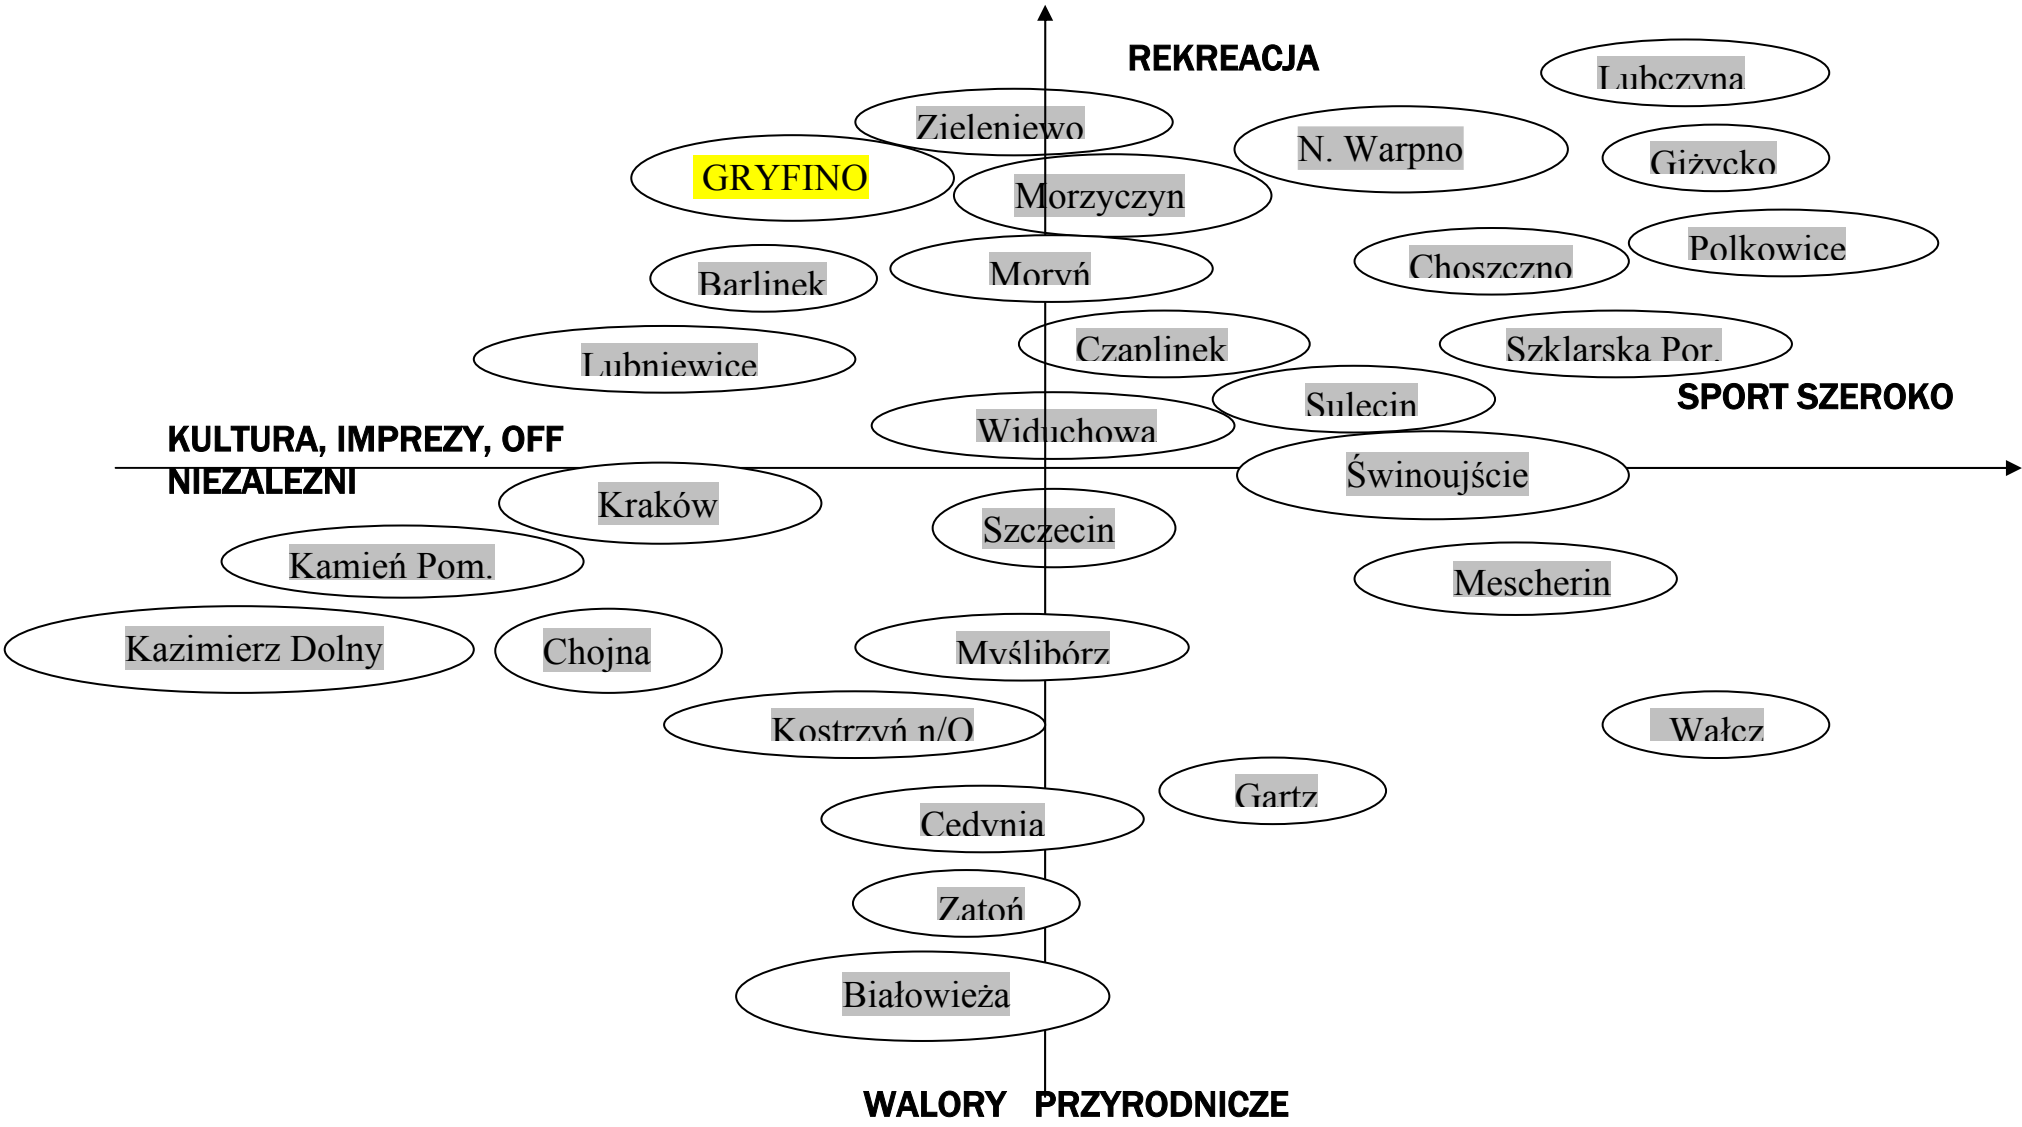 REKREACJA
Lubczyna
Zieleniewo
N. Warpno
GRYFINO
Giżycko
Morzyczyn
Polkowice
Choszczno
Moryń
Barlinek
Czaplinek
Szklarska Por.
Lubniewice
SPORT SZEROKO
Sulęcin
Widuchowa
KULTURA, IMPREZY, OFF
NIEZALEZNI
Świnoujście
Kraków
Szczecin
Kamień Pom.
Mescherin
Kazimierz Dolny
Chojna
Myślibórz
Kostrzyń n/O
Wałcz
Gartz
Cedynia
Zatoń
Białowieża
WALORY PRZYRODNICZE